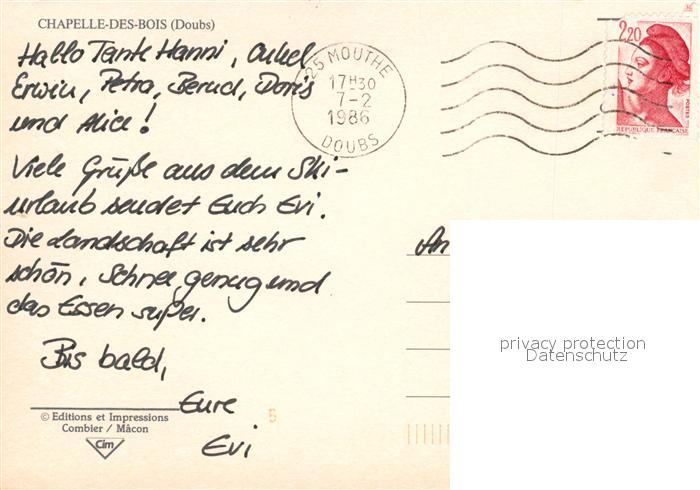 CHAPELLE-DES-BOIS (Doubs)
Hallo Tante Hanni, Onkel
Erwin, Petra, Bernd, Doris
und Alice!
Viele Grüße aus dem Ski-
urlaub sendet Euch Evi.
Die Landschaft ist sehr
schön, Schnee genug und
das Essen super.
Bis bald,
Eure
Evi
© Editions et Impressions
Combier / Mâcon
Cim
5
25 MOUTHE
17H30
7-2
1986
DOUBS
2,20
POSTES
REPUBLIQUE FRANÇAISE
An
privacy protection
Datenschutz